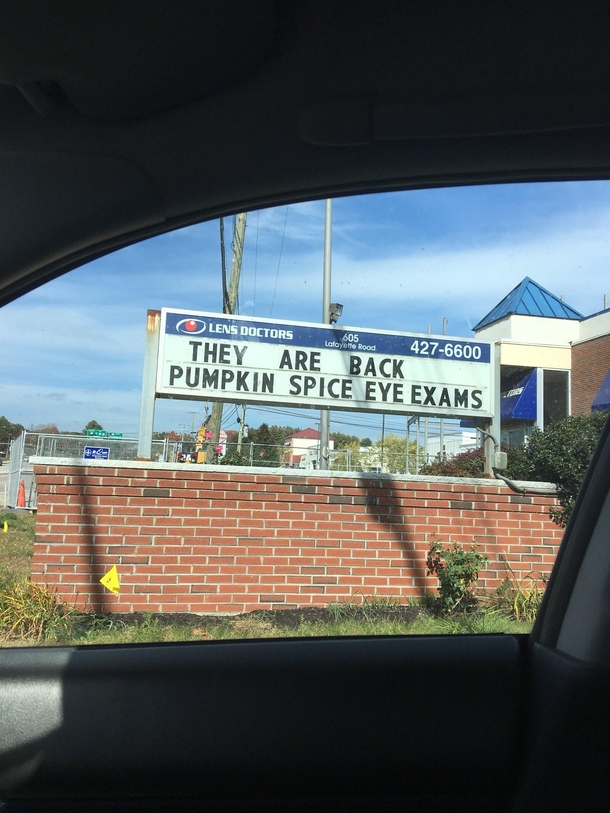 LENS DOCTORS
605
Lafayette Road
427-6600
THEY ARE BACK
PUMPKIN SPICE EYE EXAMS